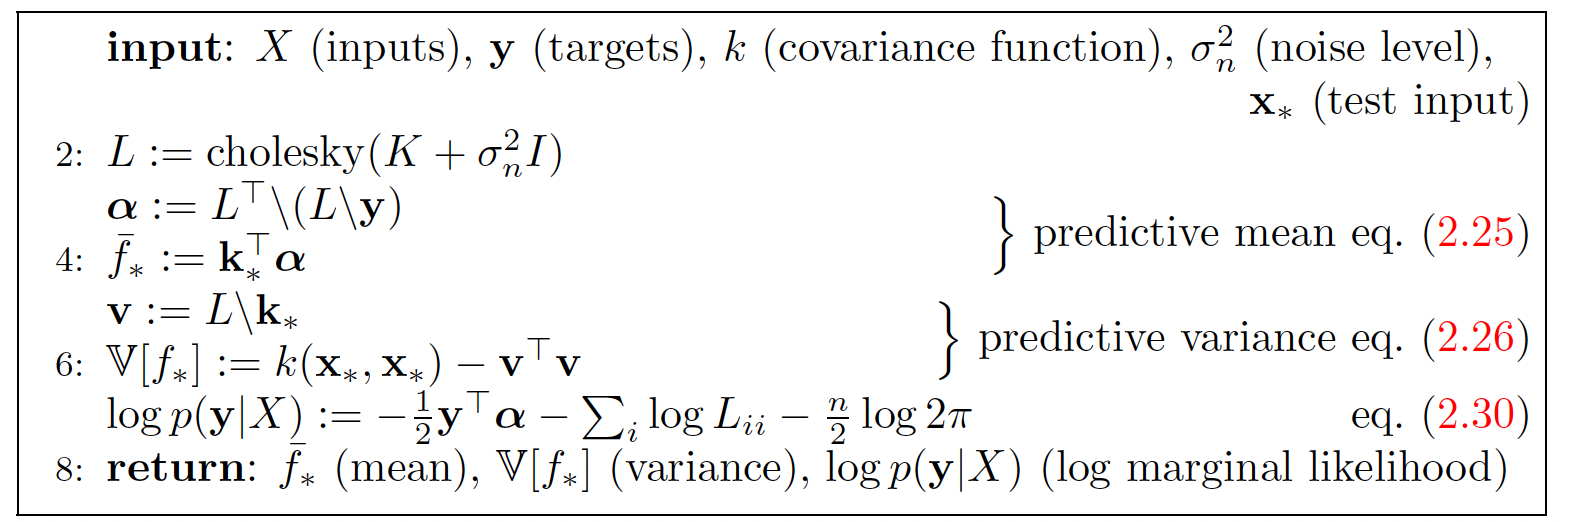 input: X (inputs), y (targets), k (covariance function), σ²ₙ (noise level),
x∗ (test input)
2: L := cholesky(K + σ²ₙI)
α := L⊤\(L\y)
} predictive mean eq. (2.25)
4: f̄∗ := k∗⊤α
v := L\k∗
} predictive variance eq. (2.26)
6: 𝕍[f∗] := k(x∗, x∗) − v⊤v
log p(y|X) := −½y⊤α − ∑ᵢ log Lᵢᵢ − n/2 log 2π eq. (2.30)
8: return: f̄∗ (mean), 𝕍[f∗] (variance), log p(y|X) (log marginal likelihood)